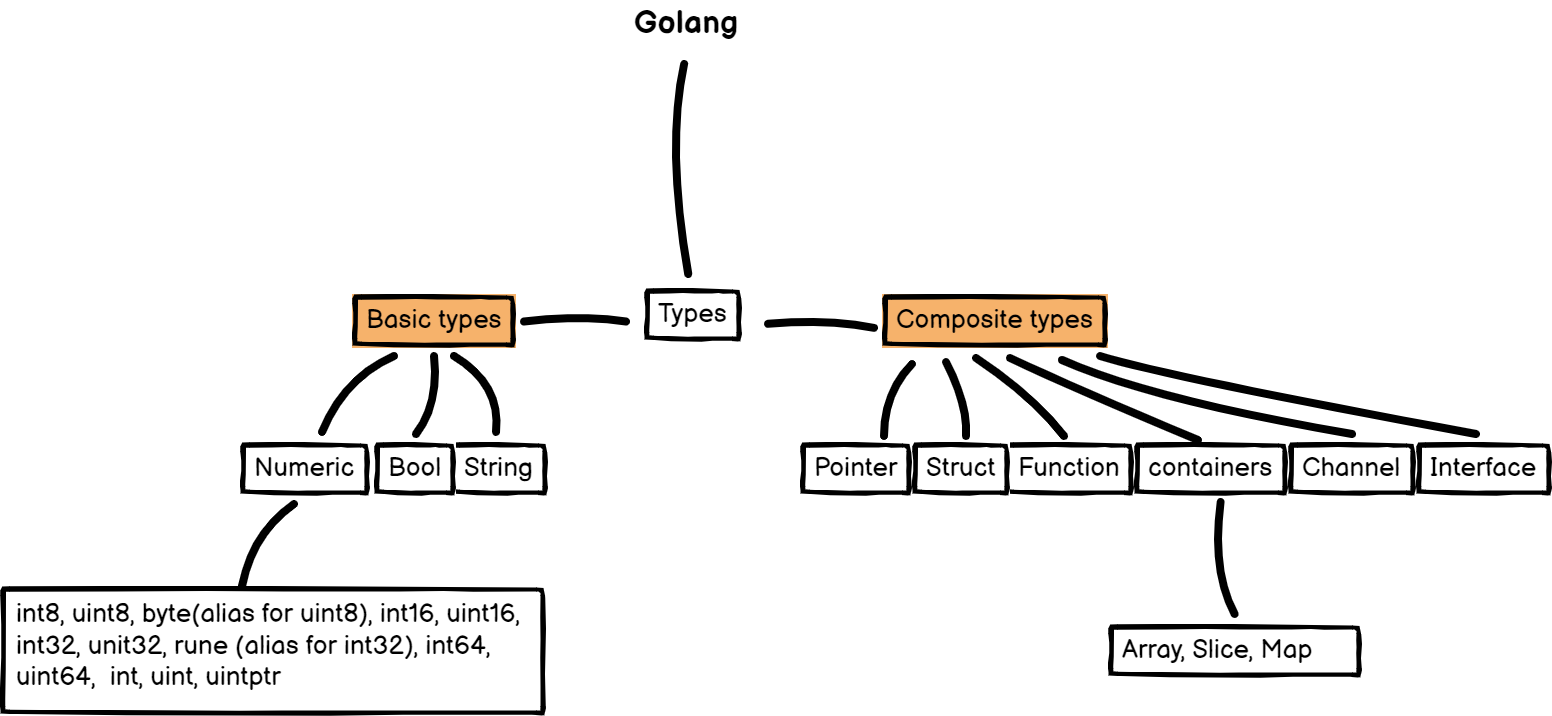 Golang
Types
Basic types
Composite types
Numeric
Bool
String
Pointer
Struct
Function
containers
Channel
Interface
int8, uint8, byte(alias for uint8), int16, uint16,
int32, unit32, rune (alias for int32), int64,
uint64, int, uint, uintptr
Array, Slice, Map